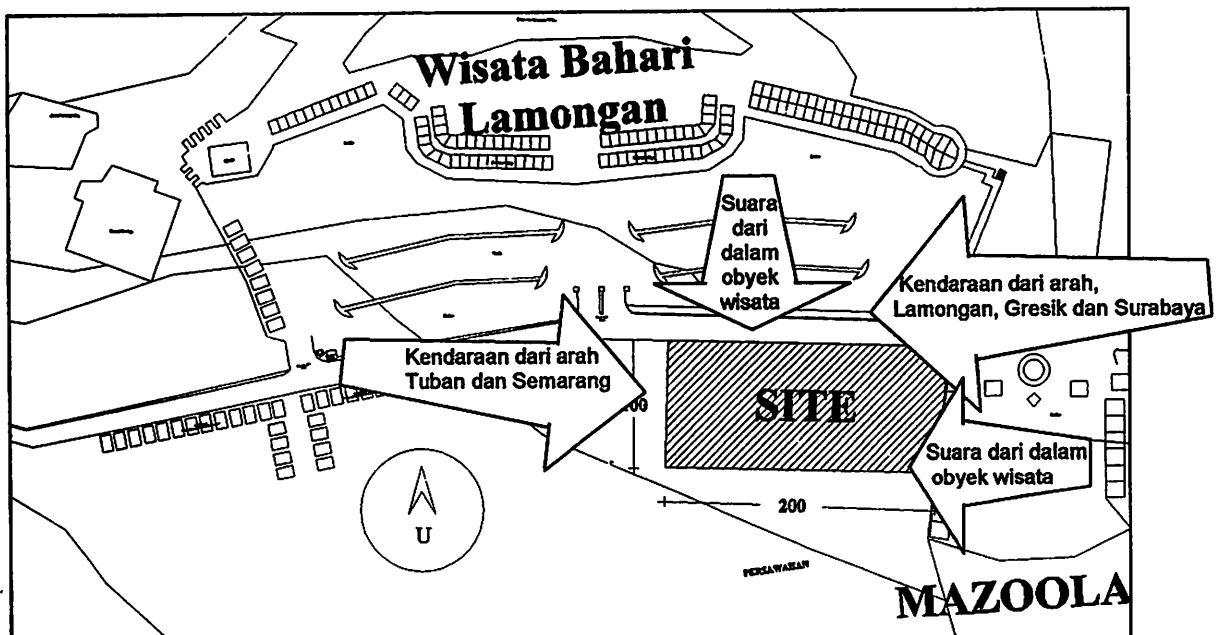 Wisata Bahari
Lamongan
Suara
dari
dalam
obyek
wisata
Kendaraan dari arah,
Lamongan, Gresik dan Surabaya
Kendaraan dari arah
Tuban dan Semarang
SITE
Suara dari dalam
obyek wisata
200
U
PERSAWAHAN
MAZOOLA